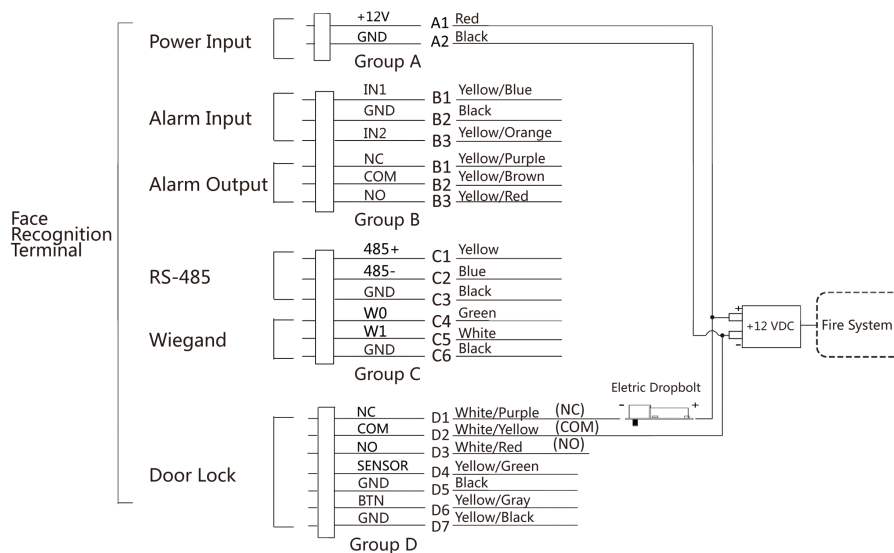 Face
Recognition
Terminal
Power Input
+12V A1 Red
GND A2 Black
Group A
Alarm Input
IN1 B1 Yellow/Blue
GND B2 Black
IN2 B3 Yellow/Orange
Alarm Output
NC B1 Yellow/Purple
COM B2 Yellow/Brown
NO B3 Yellow/Red
Group B
RS-485
485+ C1 Yellow
485- C2 Blue
GND C3 Black
Wiegand
W0 C4 Green
W1 C5 White
GND C6 Black
Group C
Door Lock
NC D1 White/Purple (NC)
COM D2 White/Yellow (COM)
NO D3 White/Red (NO)
SENSOR D4 Yellow/Green
GND D5 Black
BTN D6 Yellow/Gray
GND D7 Yellow/Black
Group D
Eletric Dropbolt
- +
+
+12 VDC
-
Fire System